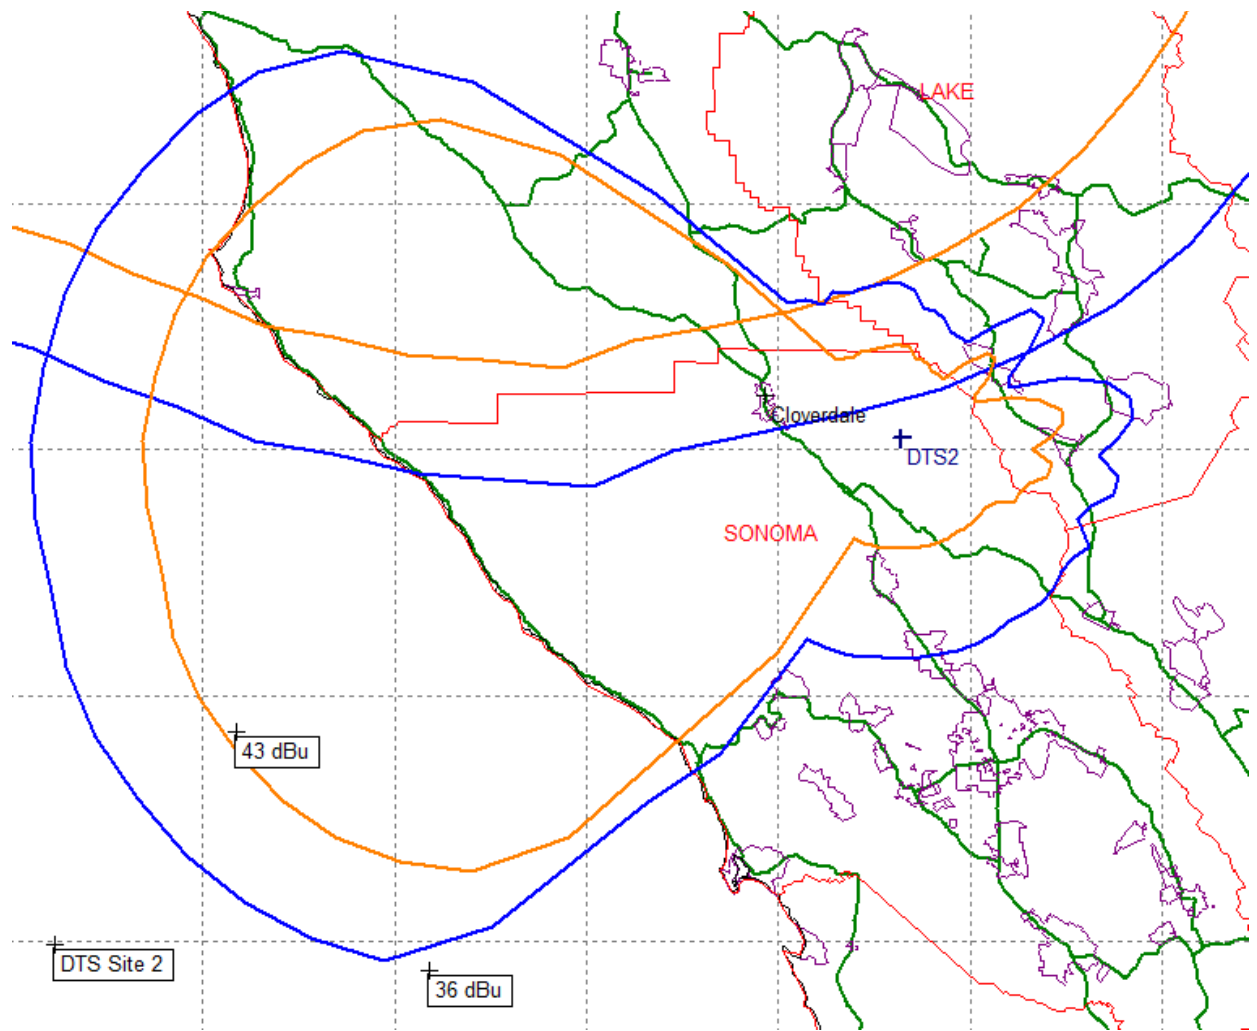 LAKE
Cloverdale
DTS2
SONOMA
43 dBu
DTS Site 2
36 dBu